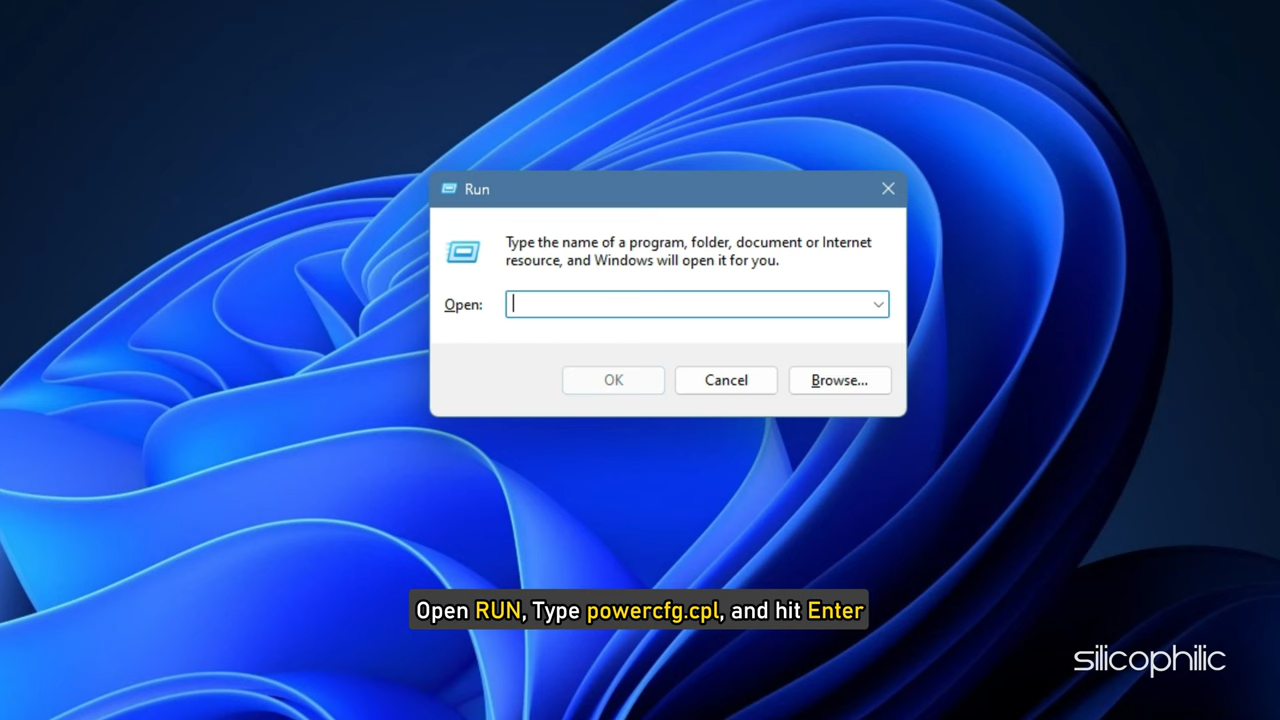 Run
Type the name of a program, folder, document or Internet
resource, and Windows will open it for you.
Open:
OK
Cancel
Browse...
Open RUN, Type powercfg.cpl, and hit Enter
silicophilic